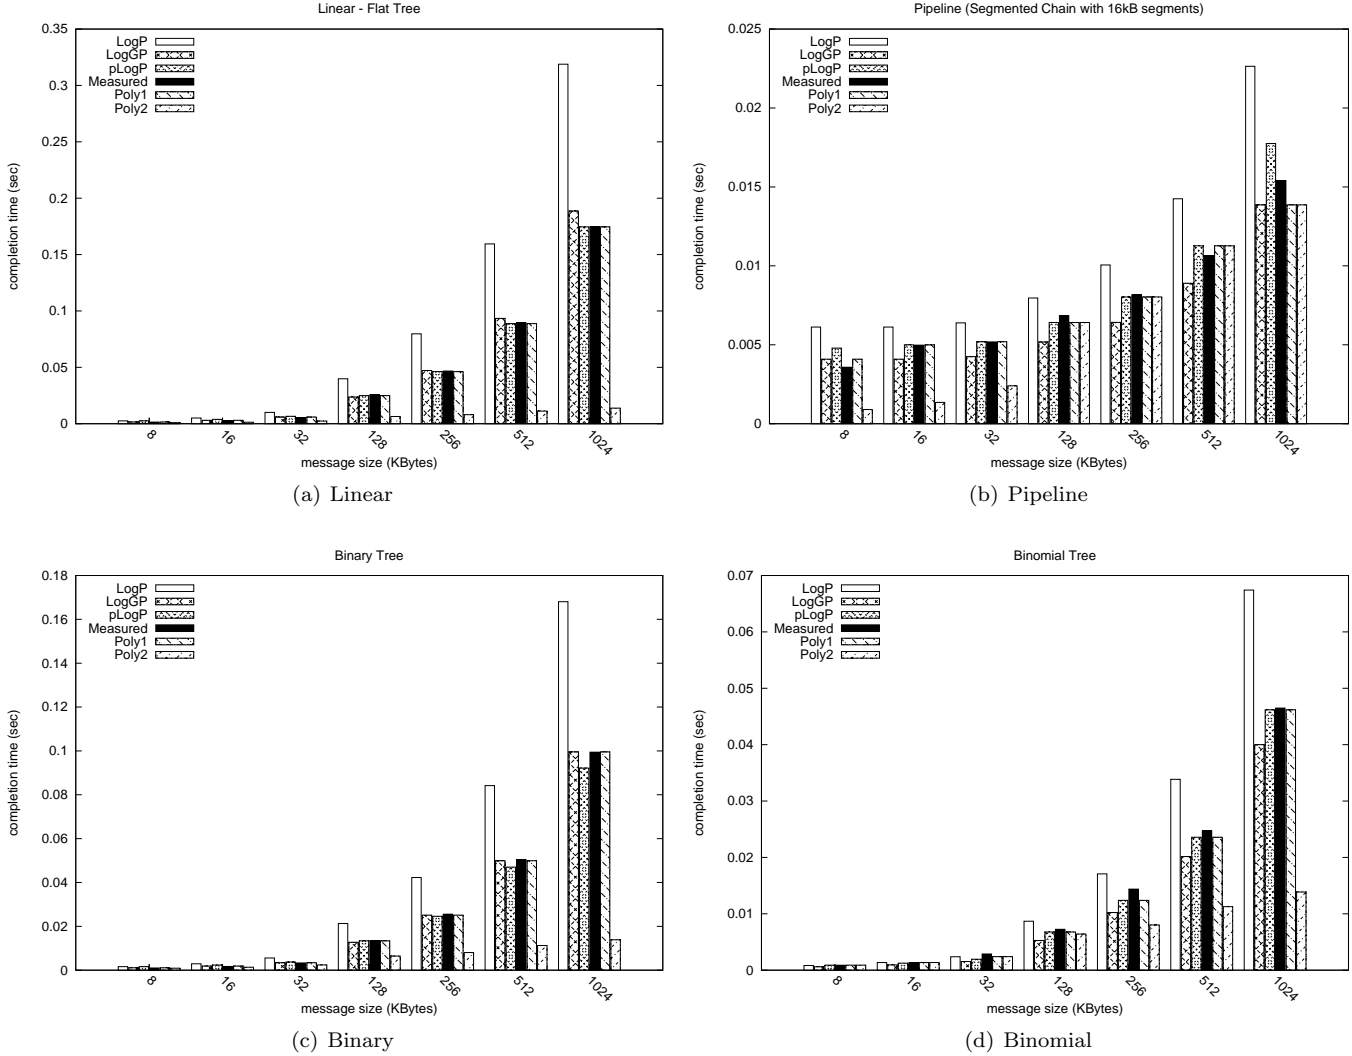 Linear - Flat Tree
0.35
0.3
0.25
0.2
0.15
0.1
0.05
0
completion time (sec)
LogP
LogGP
pLogP
Measured
Poly1
Poly2
8
16
32
128
256
512
1024
message size (KBytes)
(a) Linear
Pipeline (Segmented Chain with 16kB segments)
0.025
0.02
0.015
0.01
0.005
0
completion time (sec)
LogP
LogGP
pLogP
Measured
Poly1
Poly2
8
16
32
128
256
512
1024
message size (KBytes)
(b) Pipeline
Binary Tree
0.18
0.16
0.14
0.12
0.1
0.08
0.06
0.04
0.02
0
completion time (sec)
LogP
LogGP
pLogP
Measured
Poly1
Poly2
8
16
32
128
256
512
1024
message size (KBytes)
(c) Binary
Binomial Tree
0.07
0.06
0.05
0.04
0.03
0.02
0.01
0
completion time (sec)
LogP
LogGP
pLogP
Measured
Poly1
Poly2
8
16
32
128
256
512
1024
message size (KBytes)
(d) Binomial